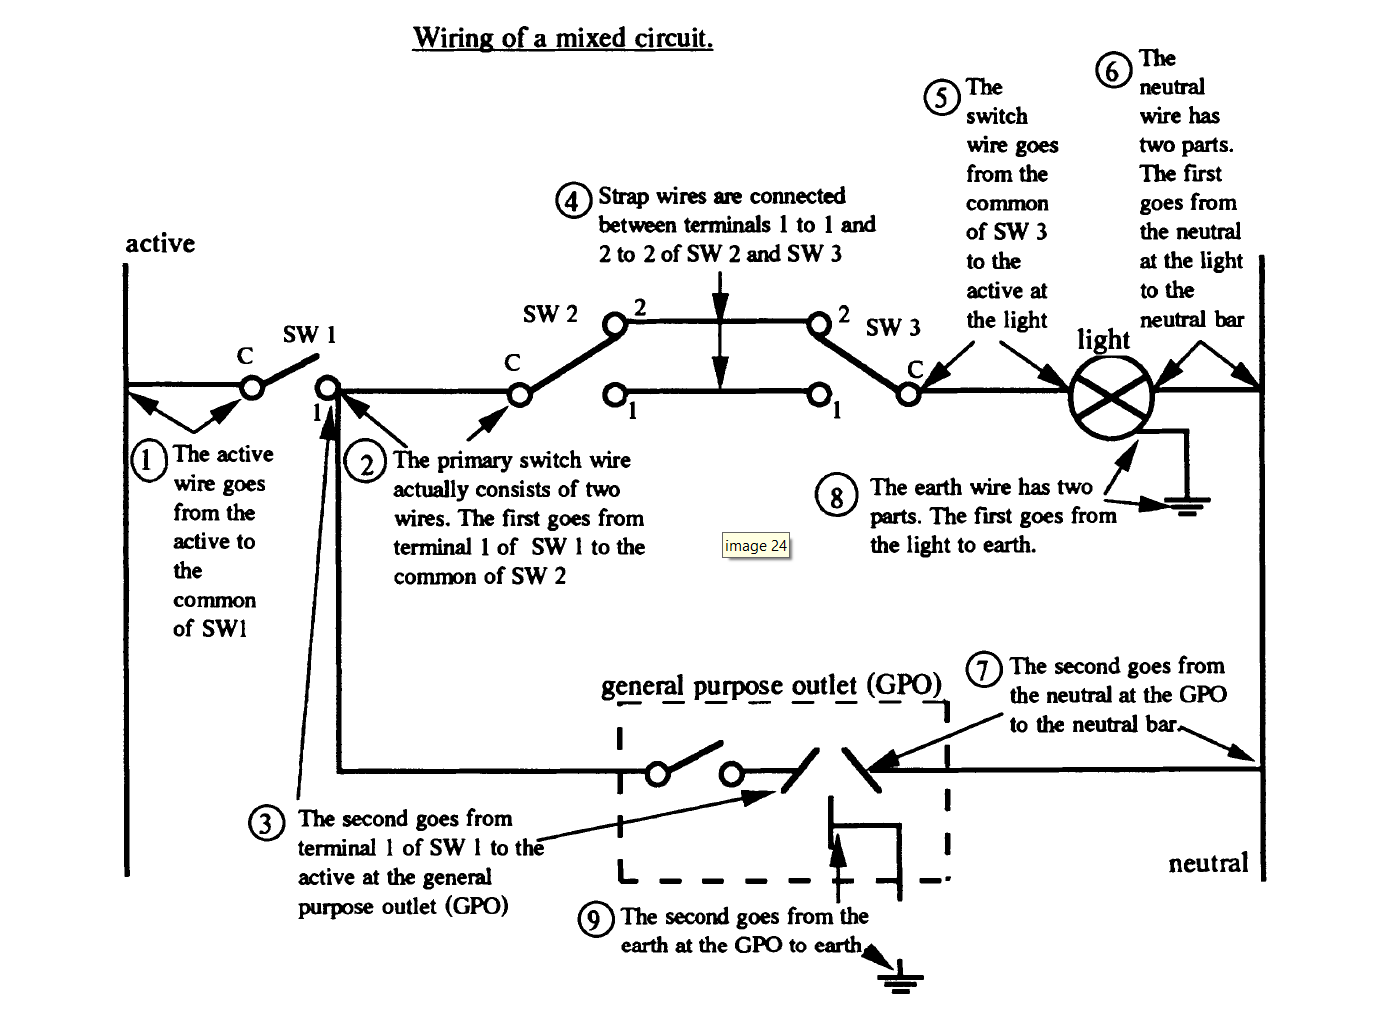 Wiring of a mixed circuit.
active
SW 1
C
1
1 The active
wire goes
from the
active to
the
common
of SW1
2 The primary switch wire
actually consists of two
wires. The first goes from
terminal 1 of SW 1 to the
common of SW 2
3 The second goes from
terminal 1 of SW 1 to the
active at the general
purpose outlet (GPO)
4 Strap wires are connected
between terminals 1 to 1 and
2 to 2 of SW 2 and SW 3
SW 2
C
2
1
2
1
SW 3
C
5 The
switch
wire goes
from the
common
of SW 3
to the
active at
the light
6 The
neutral
wire has
two parts.
The first
goes from
the neutral
at the light
to the
neutral bar
light
8 The earth wire has two
parts. The first goes from
the light to earth.
image 24
general purpose outlet (GPO)
7 The second goes from
the neutral at the GPO
to the neutral bar.
neutral
9 The second goes from the
earth at the GPO to earth.